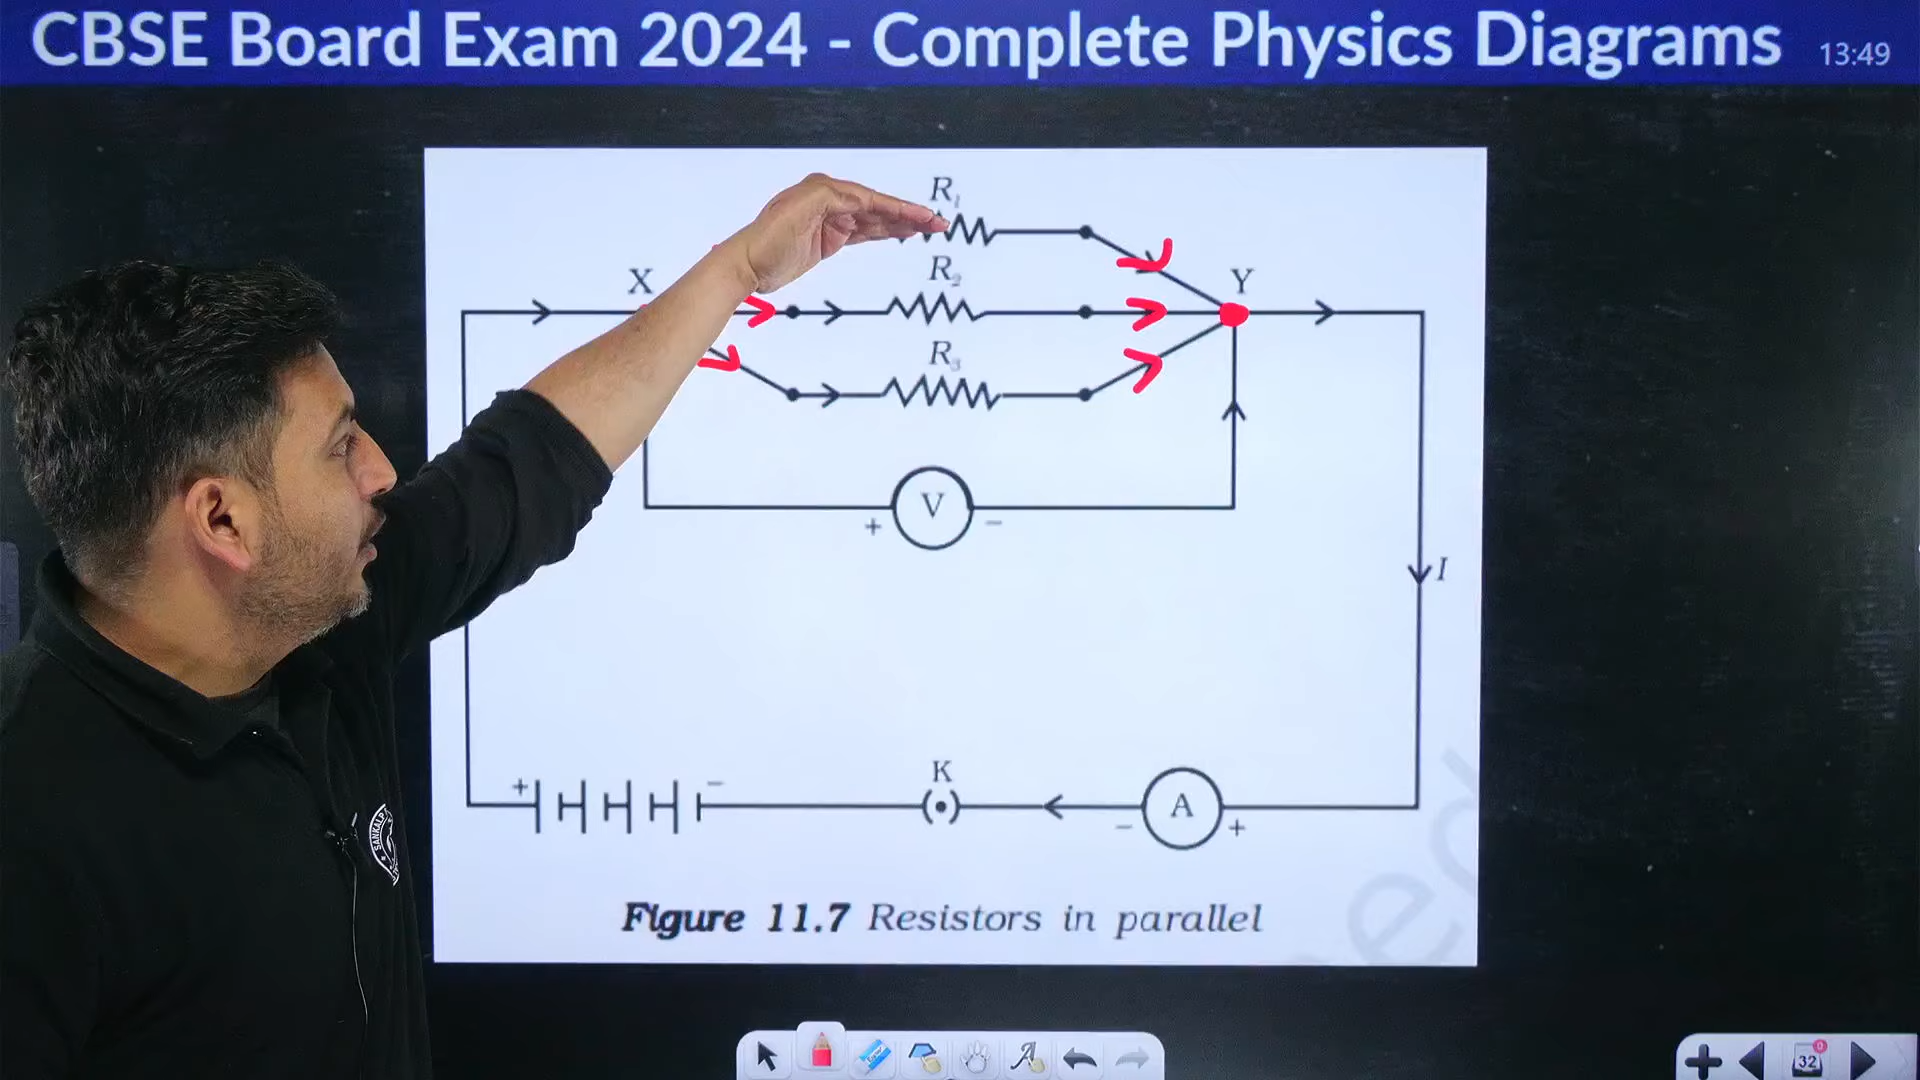 CBSE Board Exam 2024 - Complete Physics Diagrams 13:49
R₁
X R₂ Y
R₃
V
+ −
I
+ − K
A
− +
Figure 11.7 Resistors in parallel
SANKALP
32